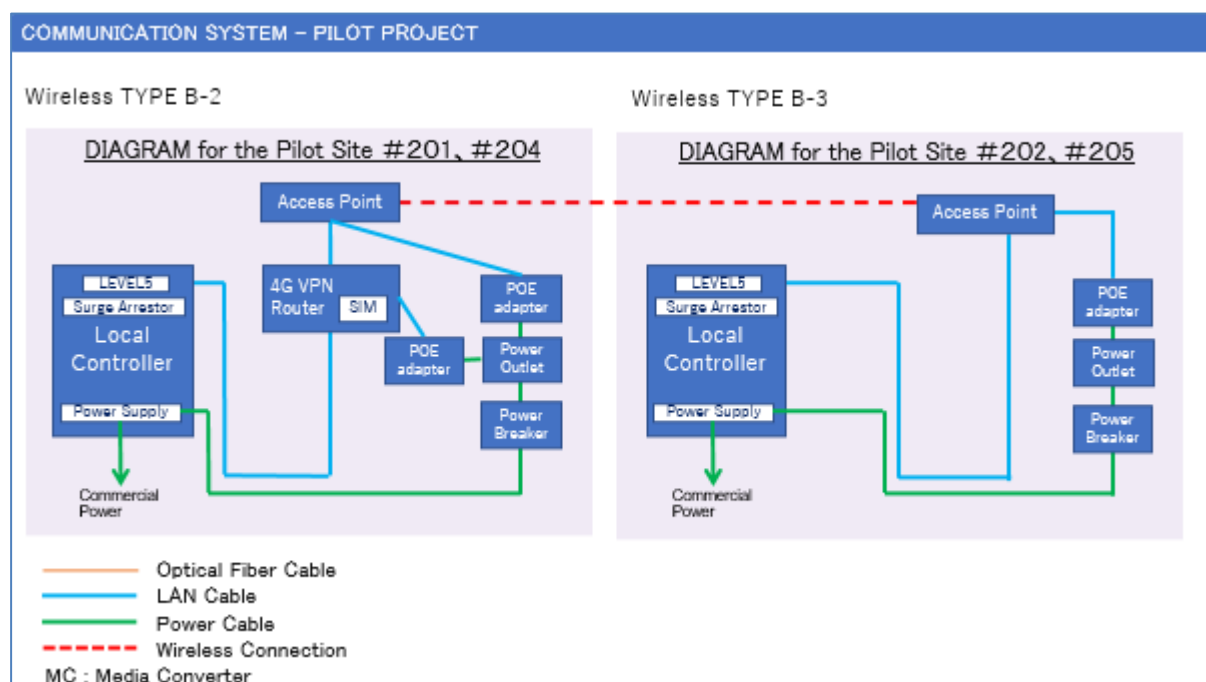 COMMUNICATION SYSTEM – PILOT PROJECT
Wireless TYPE B-2
DIAGRAM for the Pilot Site #201、#204
Access Point
LEVEL5
Surge Arrestor
Local
Controller
Power Supply
Commercial
Power
4G VPN
Router
SIM
POE
adapter
POE
adapter
Power
Outlet
Power
Breaker
Wireless TYPE B-3
DIAGRAM for the Pilot Site #202、#205
Access Point
LEVEL5
Surge Arrestor
Local
Controller
Power Supply
Commercial
Power
POE
adapter
Power
Outlet
Power
Breaker
Optical Fiber Cable
LAN Cable
Power Cable
Wireless Connection
MC : Media Converter